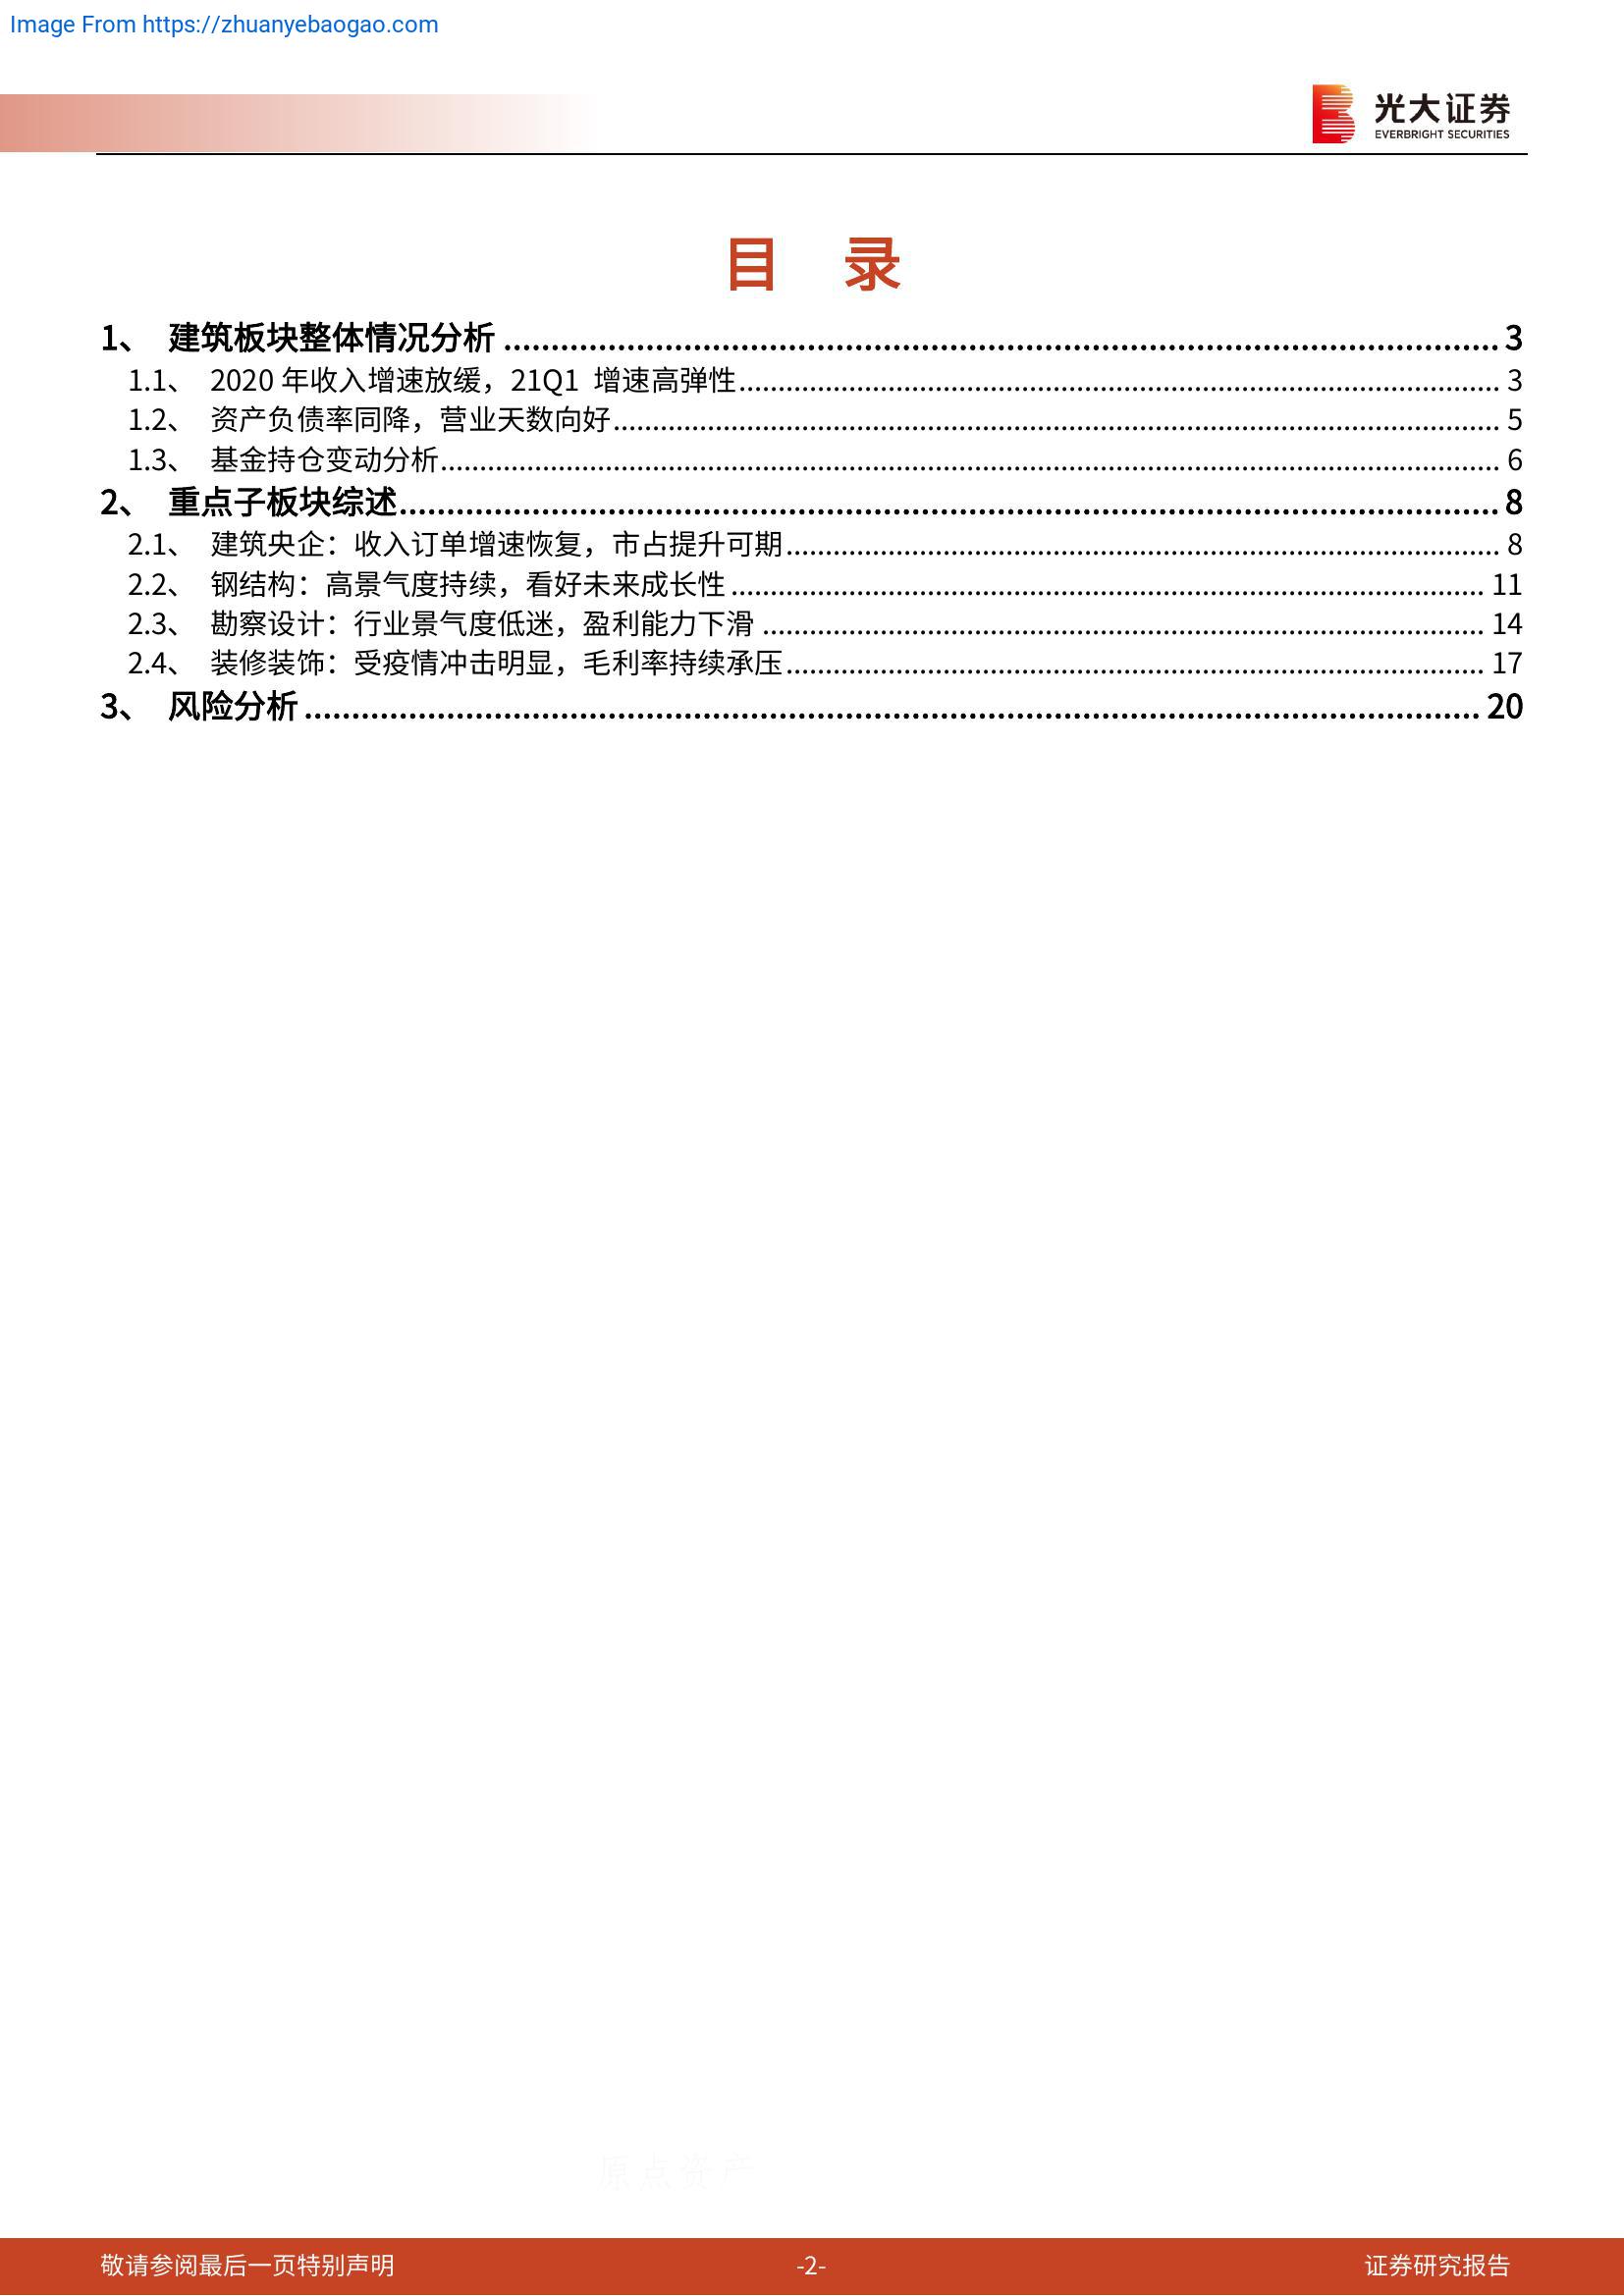 Image From https://zhuanyebaogao.com
光大证券
EVERBRIGHT SECURITIES
目 录
1、 建筑板块整体情况分析 ........ 3
1.1、 2020 年收入增速放缓，21Q1 增速高弹性 ........ 3
1.2、 资产负债率同降，营业天数向好 ........ 5
1.3、 基金持仓变动分析 ........ 6
2、 重点子板块综述 ........ 8
2.1、 建筑央企：收入订单增速恢复，市占提升可期 ........ 8
2.2、 钢结构：高景气度持续，看好未来成长性 ........ 11
2.3、 勘察设计：行业景气度低迷，盈利能力下滑 ........ 14
2.4、 装修装饰：受疫情冲击明显，毛利率持续承压 ........ 17
3、 风险分析 ........ 20
原点资产
敬请参阅最后一页特别声明
-2-
证券研究报告